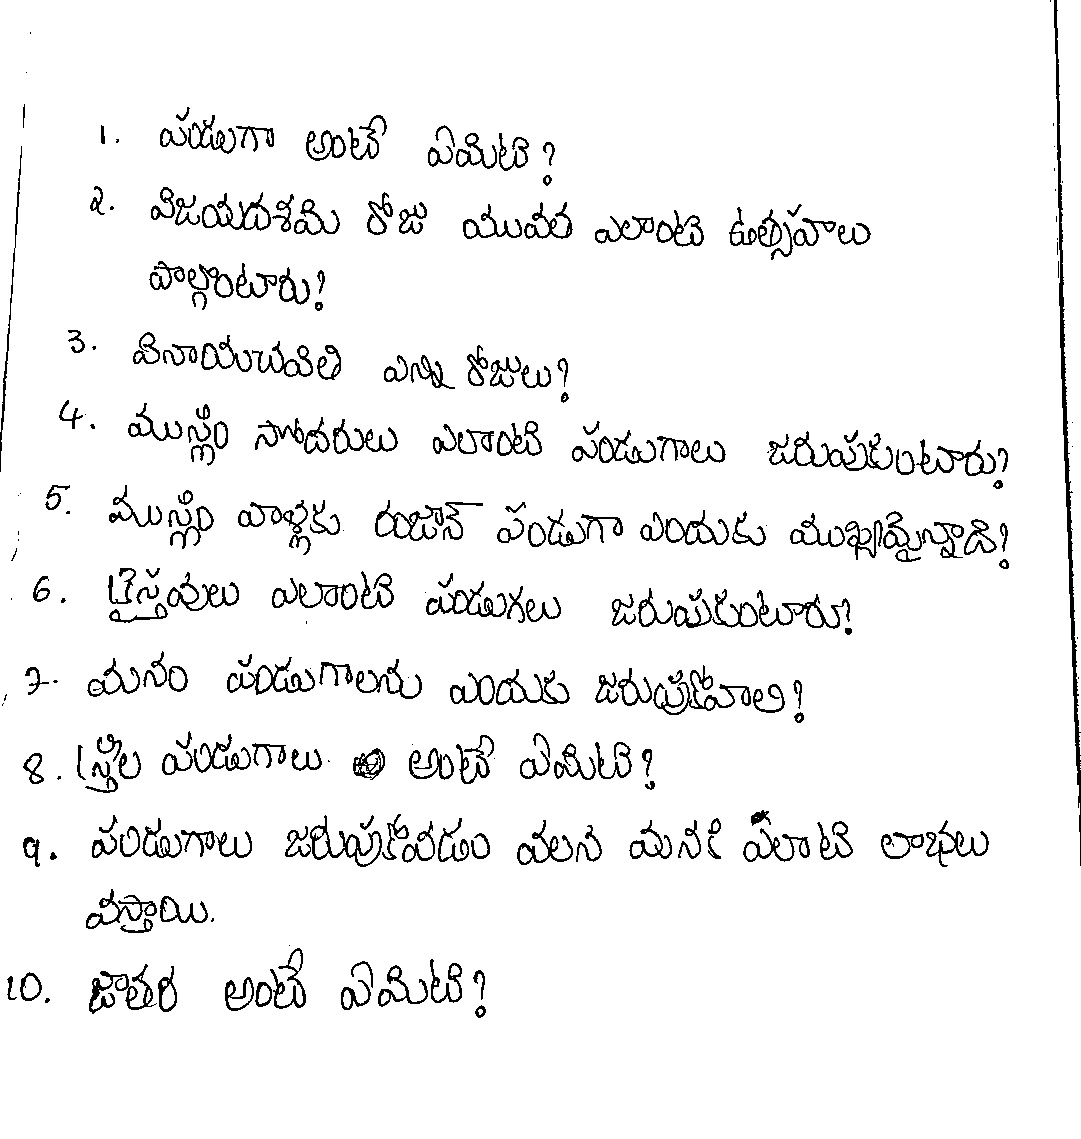 1. పండుగా అంటే ఏమిటి?
2. విజయదశమి రోజు యువత ఎలాంటి ఉత్సహలు
పాల్గొంటారు?
3. వినాయచవితి ఎన్ని రోజులు?
4. ముస్లిం సోదరులు ఎలాంటి పండుగాలు జరుపుకుంటారు?
5. ముస్లిం వాళ్లకు రంజాన్ పండుగా ఎందుకు ముఖ్యమైన్నాది?
6. క్రైస్తవులు ఎలాంటి పండుగలు జరుపుకుంటారు?
7. మనం పండుగాలను ఎందుకు జరుపుకోవాలి?
8. స్త్రీల పండుగాలు అంటే ఏమిటి?
9. పండుగాలు జరుపుకోవడం వలన మనకి ఏలాటి లాభలు
వస్తాయి.
10. జాతర అంటే ఏమిటి?